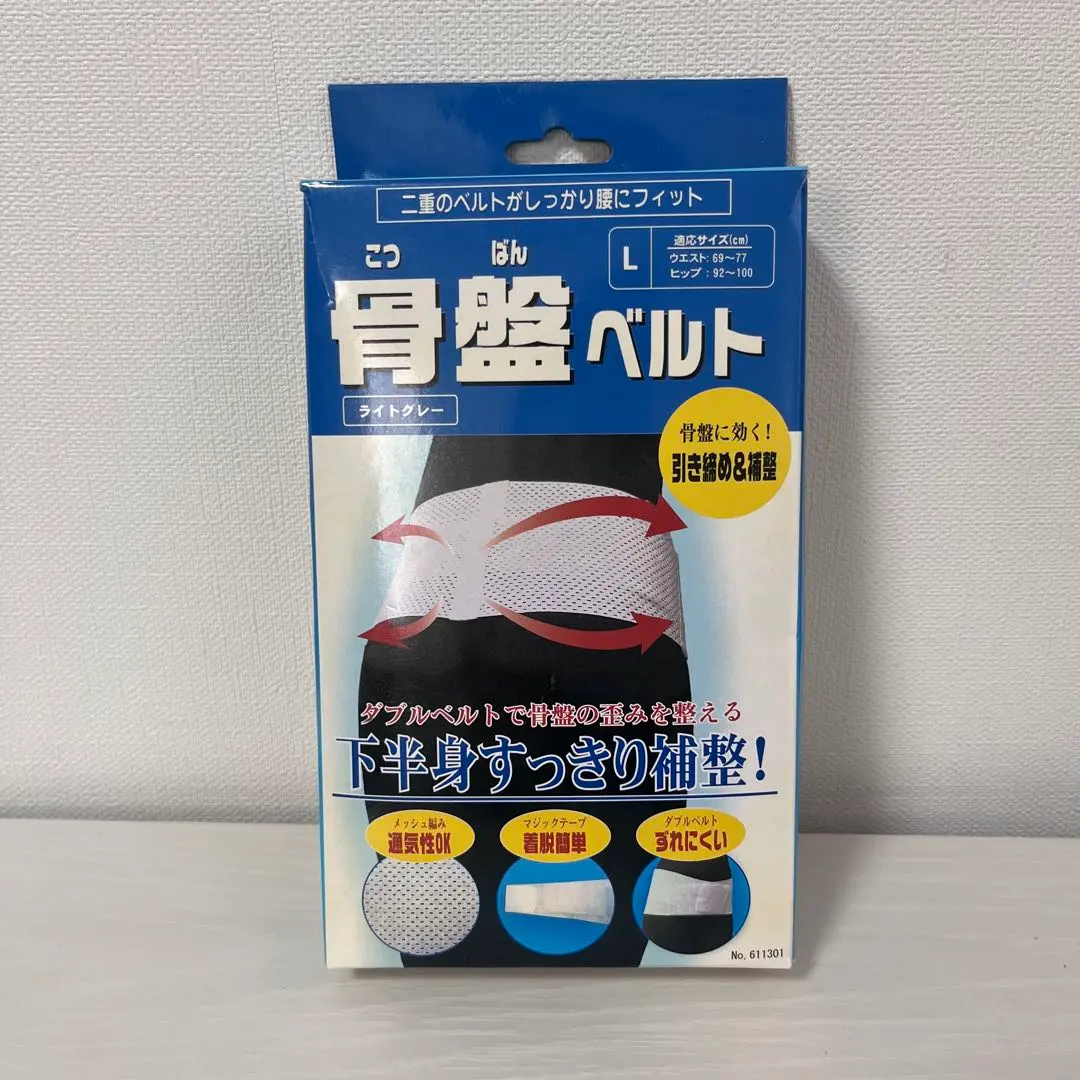 二重のベルトがしっかり腰にフィット
L
適応サイズ(cm)
ウエスト:69〜77
ヒップ:92〜100
こつ ばん
骨盤ベルト
ライトグレー
骨盤に効く!
引き締め&補整
ダブルベルトで骨盤の歪みを整える
下半身すっきり補整!
メッシュ編み
通気性OK
マジックテープ
着脱簡単
ダブルベルト
ずれにくい
No. 611301